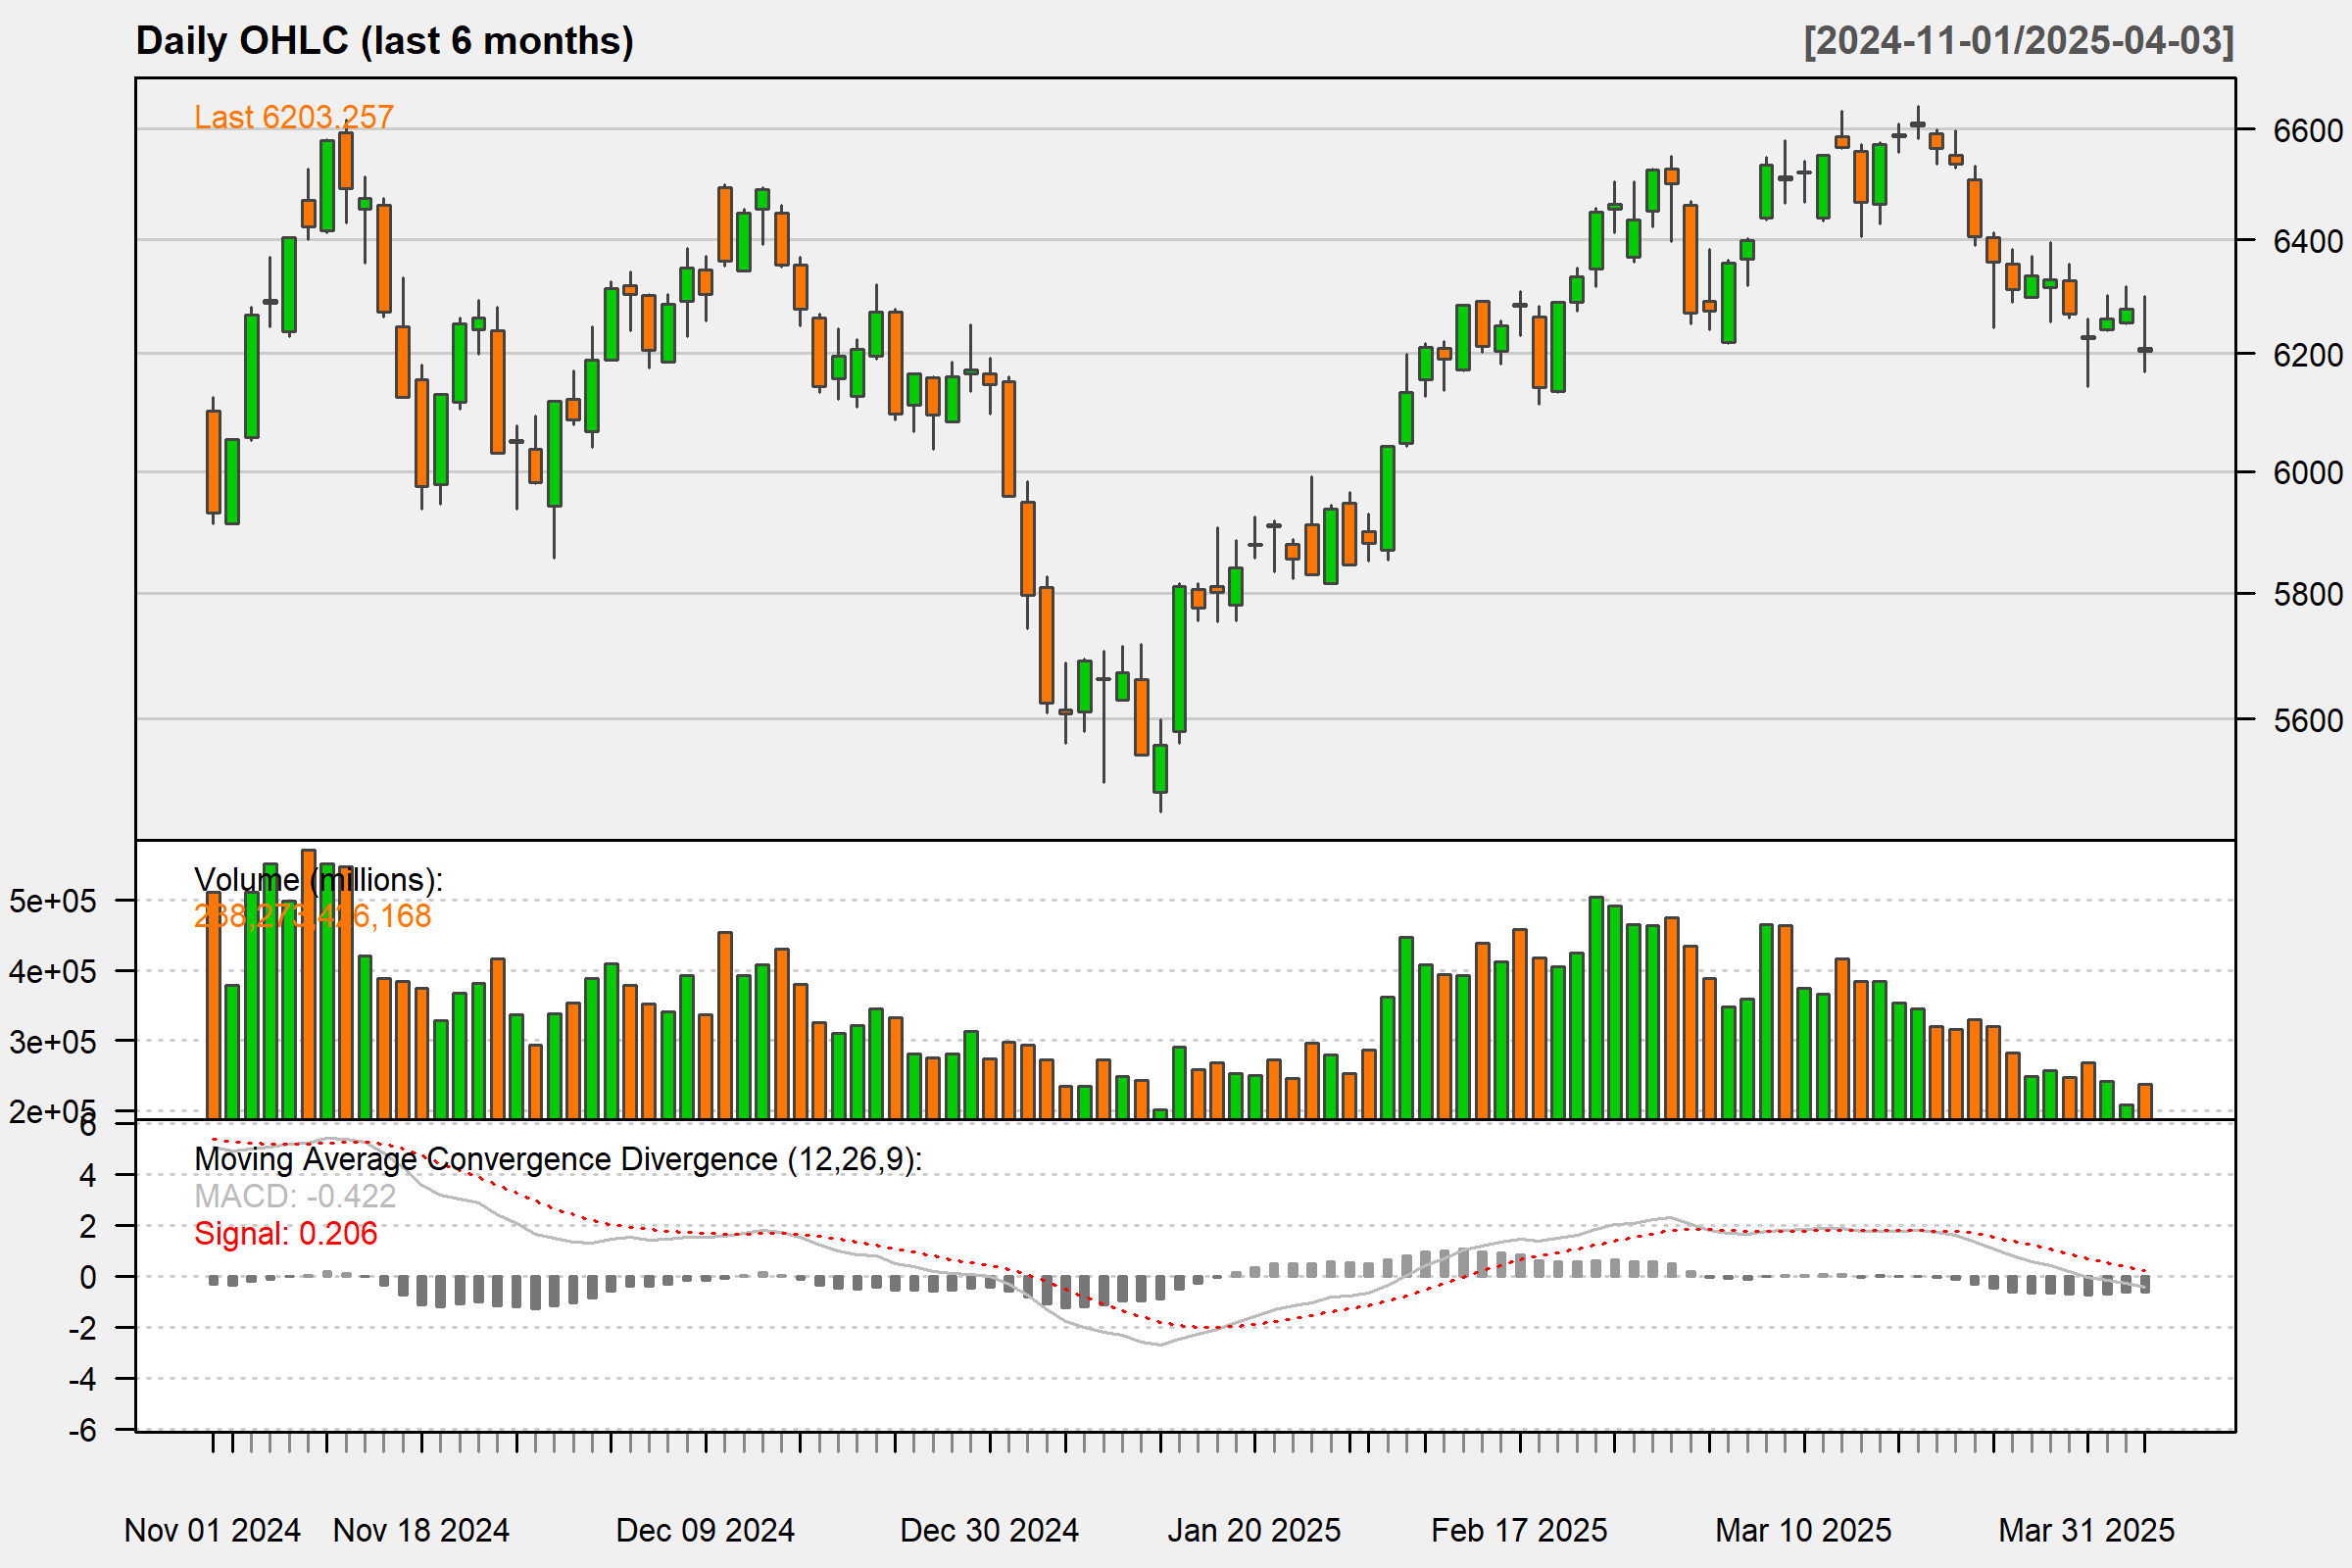 Daily OHLC (last 6 months)
[2024-11-01/2025-04-03]
Last 6203.257
6600
6400
6200
6000
5800
5600
Volume (millions):
238,273,426,168
5e+05
4e+05
3e+05
2e+05
Moving Average Convergence Divergence (12,26,9):
MACD: -0.422
Signal: 0.206
6
4
2
0
-2
-4
-6
Nov 01 2024
Nov 18 2024
Dec 09 2024
Dec 30 2024
Jan 20 2025
Feb 17 2025
Mar 10 2025
Mar 31 2025